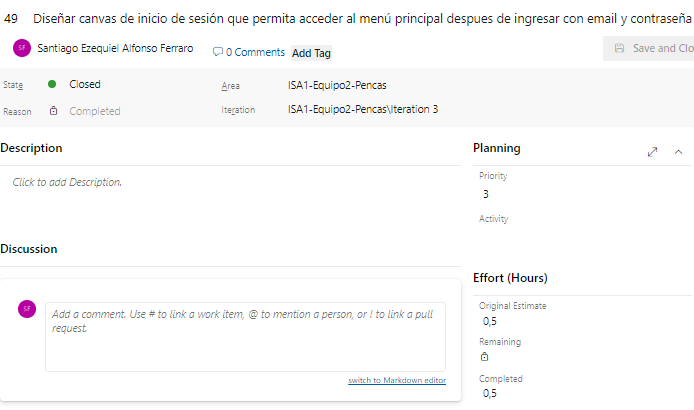 49 Diseñar canvas de inicio de sesión que permita acceder al menú principal despues de ingresar con email y contraseña
SF Santiago Ezequiel Alfonso Ferraro 0 Comments Add Tag Save and Clo
State Closed Area ISA1-Equipo2-Pencas
Reason Completed Iteration ISA1-Equipo2-Pencas\Iteration 3
Description
Click to add Description.
Planning
Priority
3
Activity
Discussion
SF
Add a comment. Use # to link a work item, @ to mention a person, or ! to link a pull
request.
switch to Markdown editor
Effort (Hours)
Original Estimate
0,5
Remaining
Completed
0,5